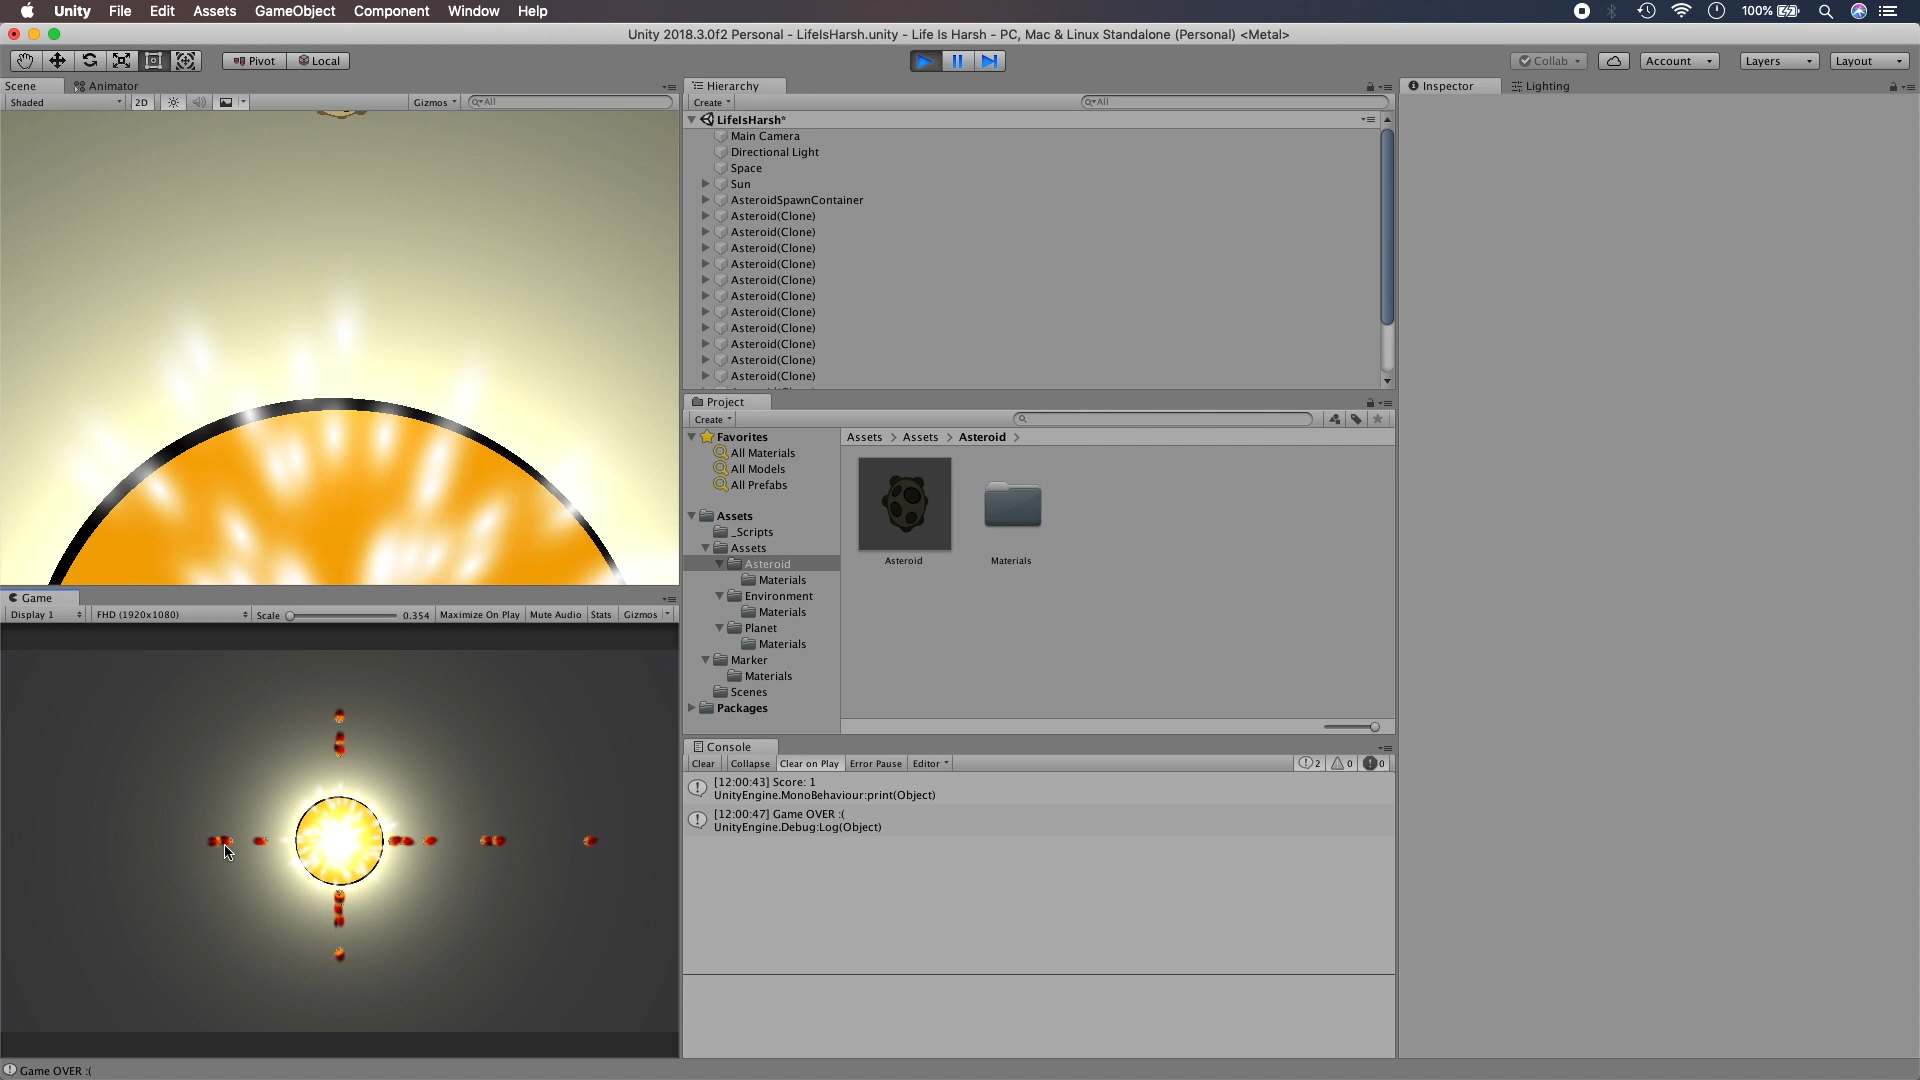 Unity File Edit Assets GameObject Component Window Help 100%
Unity 2018.3.0f2 Personal - LifeIsHarsh.unity - Life Is Harsh - PC, Mac & Linux Standalone (Personal) <Metal>
Pivot Local Collab Account Layers Layout
Scene Animator Hierarchy Inspector Lighting
Shaded 2D Gizmos All Create All
LifeIsHarsh*
Main Camera
Directional Light
Space
Sun
AsteroidSpawnContainer
Asteroid(Clone)
Asteroid(Clone)
Asteroid(Clone)
Asteroid(Clone)
Asteroid(Clone)
Asteroid(Clone)
Asteroid(Clone)
Asteroid(Clone)
Asteroid(Clone)
Asteroid(Clone)
Asteroid(Clone)
Project
Create
Favorites
All Materials
All Models
All Prefabs
Assets
_Scripts
Assets
Asteroid
Materials
Environment
Materials
Planet
Materials
Marker
Materials
Scenes
Packages
Assets > Assets > Asteroid >
Asteroid Materials
Game
Display 1 FHD (1920x1080) Scale 0.354 Maximize On Play Mute Audio Stats Gizmos
Console
Clear Collapse Clear on Play Error Pause Editor 2 0 0
[12:00:43] Score: 1
UnityEngine.MonoBehaviour:print(Object)
[12:00:47] Game OVER :(
UnityEngine.Debug:Log(Object)
Game OVER :(